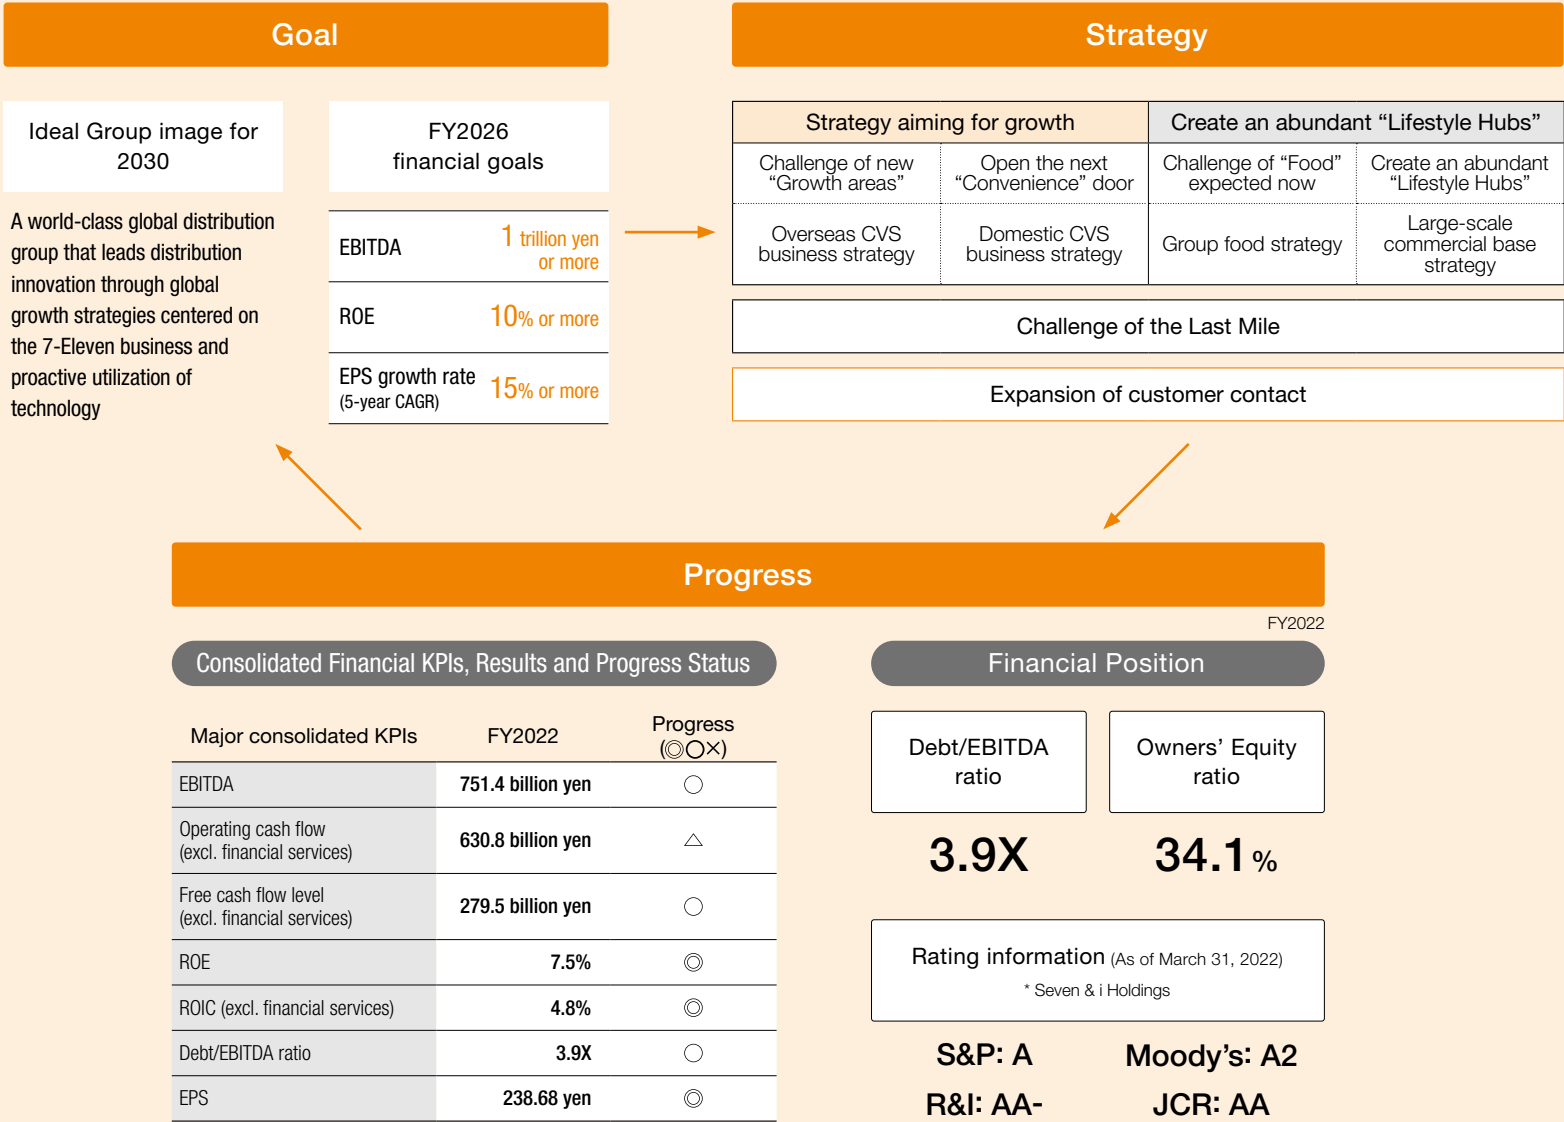 Goal
Ideal Group image for
2030
A world-class global distribution
group that leads distribution
innovation through global
growth strategies centered on
the 7-Eleven business and
proactive utilization of
technology
FY2026
financial goals
EBITDA 1 trillion yen
or more
ROE 10% or more
EPS growth rate 15% or more
(5-year CAGR)
Strategy
Strategy aiming for growth
Create an abundant “Lifestyle Hubs”
Challenge of new
“Growth areas”
Open the next
“Convenience” door
Challenge of “Food”
expected now
Create an abundant
“Lifestyle Hubs”
Overseas CVS
business strategy
Domestic CVS
business strategy
Group food strategy
Large-scale
commercial base
strategy
Challenge of the Last Mile
Expansion of customer contact
Progress
FY2022
Consolidated Financial KPIs, Results and Progress Status
Major consolidated KPIs FY2022 Progress
(◎○×)
EBITDA 751.4 billion yen ○
Operating cash flow
(excl. financial services) 630.8 billion yen △
Free cash flow level
(excl. financial services) 279.5 billion yen ○
ROE 7.5% ◎
ROIC (excl. financial services) 4.8% ◎
Debt/EBITDA ratio 3.9X ○
EPS 238.68 yen ◎
Financial Position
Debt/EBITDA
ratio
3.9X
Owners’ Equity
ratio
34.1%
Rating information (As of March 31, 2022)
* Seven & i Holdings
S&P: A Moody’s: A2
R&I: AA- JCR: AA